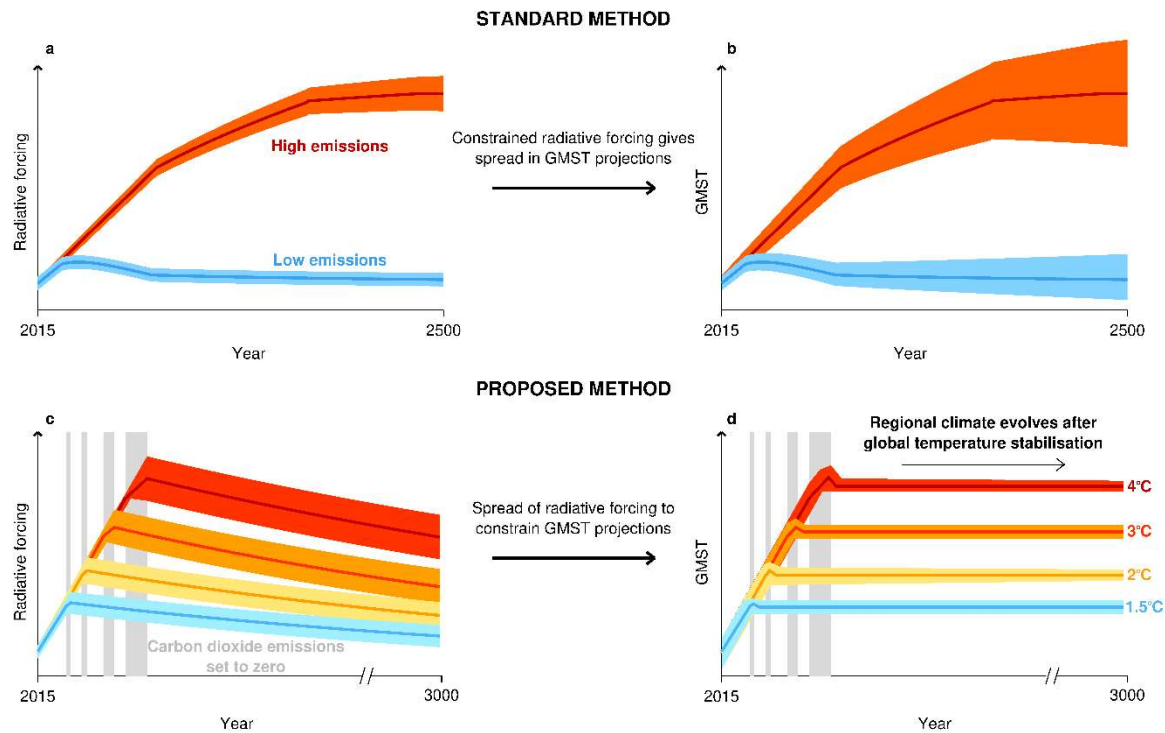 STANDARD METHOD
a
Radiative forcing
High emissions
Low emissions
2015
2500
Year
Constrained radiative forcing gives
spread in GMST projections
b
GMST
2015
2500
Year
PROPOSED METHOD
c
Radiative forcing
Carbon dioxide emissions
set to zero
2015
3000
Year
Spread of radiative forcing to
constrain GMST projections
d
Regional climate evolves after
global temperature stabilisation
GMST
4°C
3°C
2°C
1.5°C
2015
3000
Year